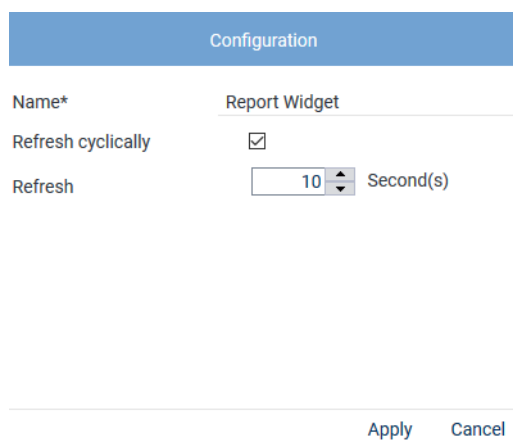 Configuration
Name* Report Widget
Refresh cyclically
Refresh 10 Second(s)
Apply Cancel